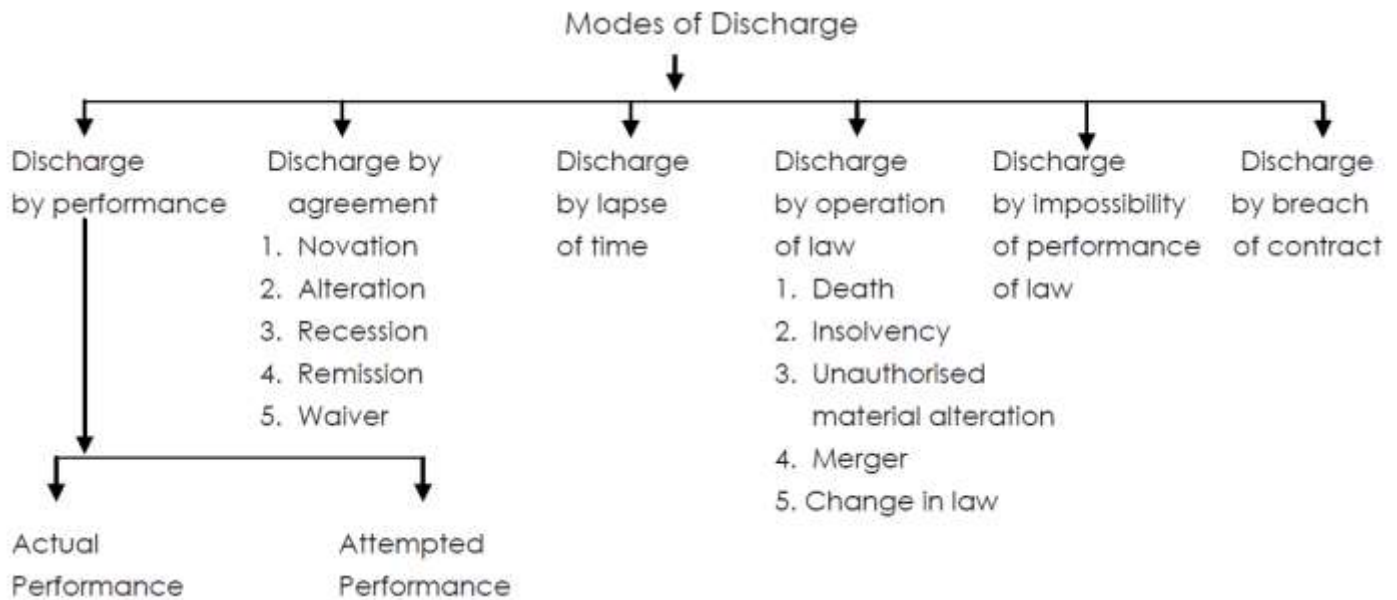 Modes of Discharge
Discharge
by performance
Discharge by
agreement
1. Novation
2. Alteration
3. Recession
4. Remission
5. Waiver
Discharge
by lapse
of time
Discharge
by operation
of law
1. Death
2. Insolvency
3. Unauthorised
material alteration
4. Merger
5. Change in law
Discharge
by impossibility
of performance
of law
Discharge
by breach
of contract
Actual
Performance
Attempted
Performance